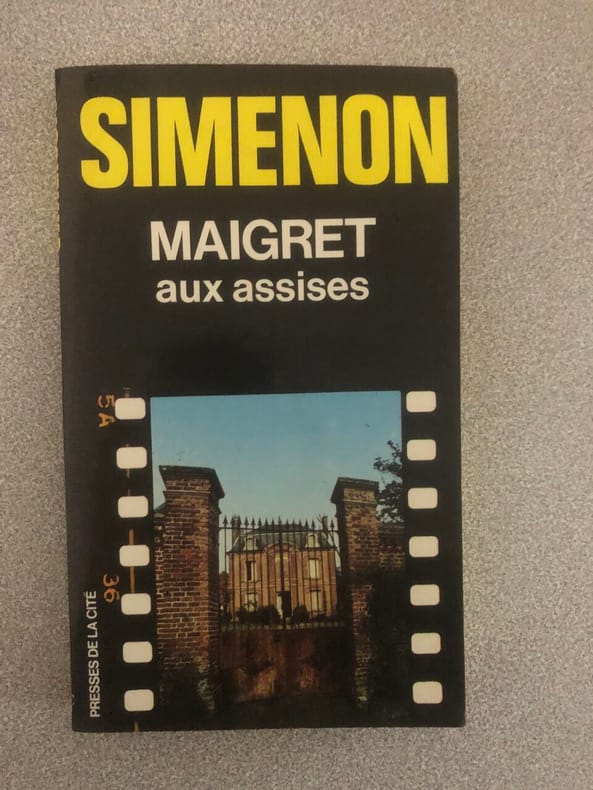 SIMENON
MAIGRET
aux assises
5A
36
PRESSES DE LA CITÉ